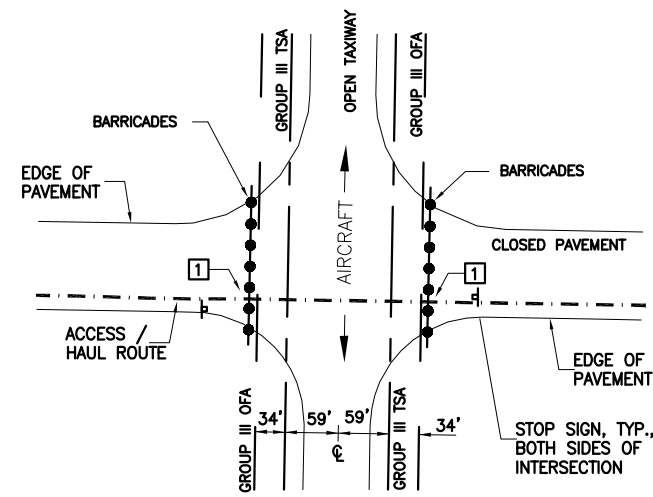 GROUP III TSA
OPEN TAXIWAY
GROUP III OFA
BARRICADES
BARRICADES
EDGE OF
PAVEMENT
AIRCRAFT
CLOSED PAVEMENT
1
1
ACCESS /
HAUL ROUTE
EDGE OF
PAVEMENT
GROUP III OFA
34'
59'
59'
34'
GROUP III TSA
℄
STOP SIGN, TYP.,
BOTH SIDES OF
INTERSECTION